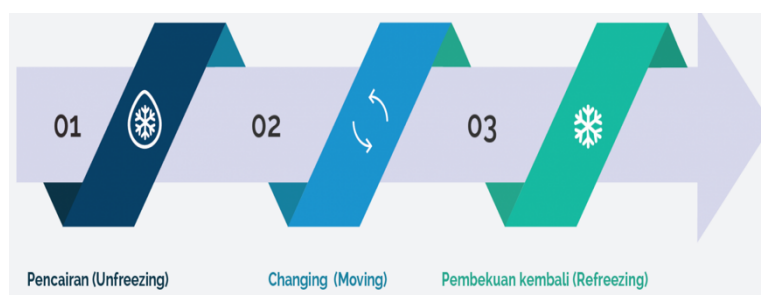 01
02
03
Pencairan (Unfreezing)
Changing (Moving)
Pembekuan kembali (Refreezing)